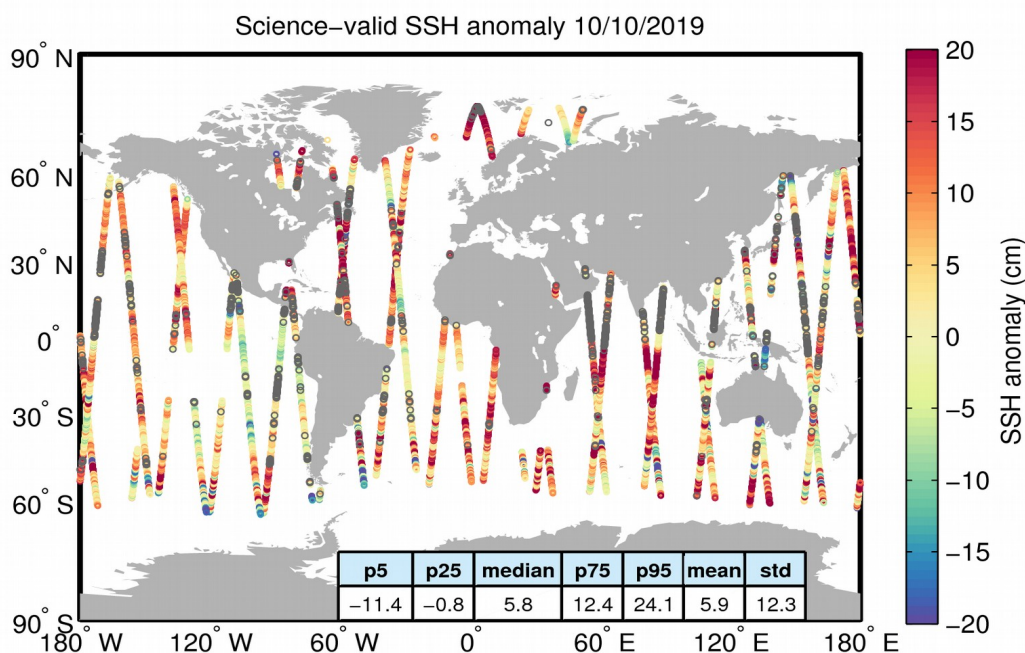 Science−valid SSH anomaly 10/10/2019
90° N
60° N
30° N
0°
30° S
60° S
90° S
180° W
120° W
60° W
0°
60° E
120° E
180° E
p5 p25 median p75 p95 mean std
−11.4 −0.8 5.8 12.4 24.1 5.9 12.3
20
15
10
5
0
−5
−10
−15
−20
SSH anomaly (cm)